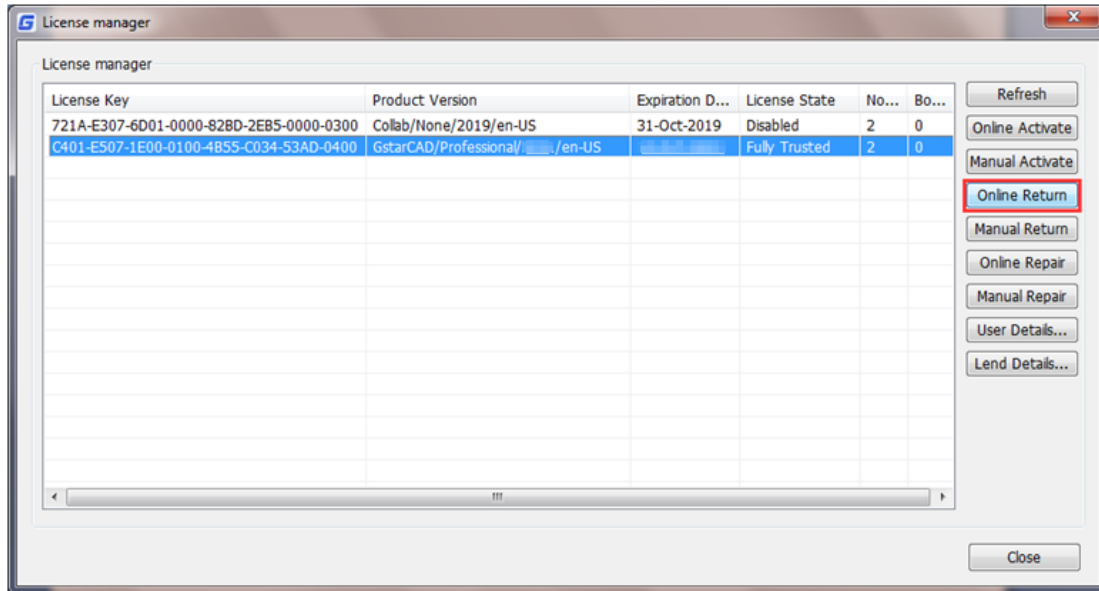 License manager
License manager
License Key Product Version Expiration D... License State No... Bo...
721A-E307-6D01-0000-82BD-2EB5-0000-0300 Collab/None/2019/en-US 31-Oct-2019 Disabled 2 0
C401-E507-1E00-0100-4B55-C034-53AD-0400 GstarCAD/Professional/ /en-US Fully Trusted 2 0
Refresh
Online Activate
Manual Activate
Online Return
Manual Return
Online Repair
Manual Repair
User Details...
Lend Details...
Close